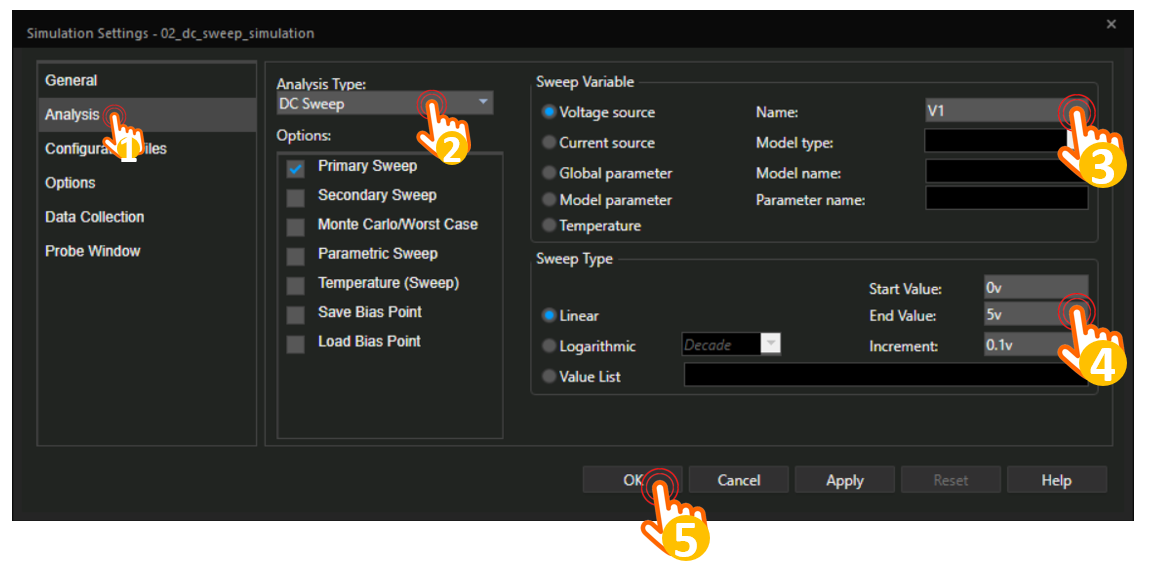 Simulation Settings - 02_dc_sweep_simulation
×
General
Analysis
1
Options
Data Collection
Probe Window
Analysis Type:
DC Sweep
2
Options:
Primary Sweep
Secondary Sweep
Monte Carlo/Worst Case
Parametric Sweep
Temperature (Sweep)
Save Bias Point
Load Bias Point
Sweep Variable
Voltage source
Name:
V1
Current source
Model type:
3
Global parameter
Model name:
Model parameter
Parameter name:
Temperature
Sweep Type
Start Value:
0v
Linear
End Value:
5v
Logarithmic
Decade
Increment:
0.1v
4
Value List
OK
Cancel
Apply
Reset
Help
5